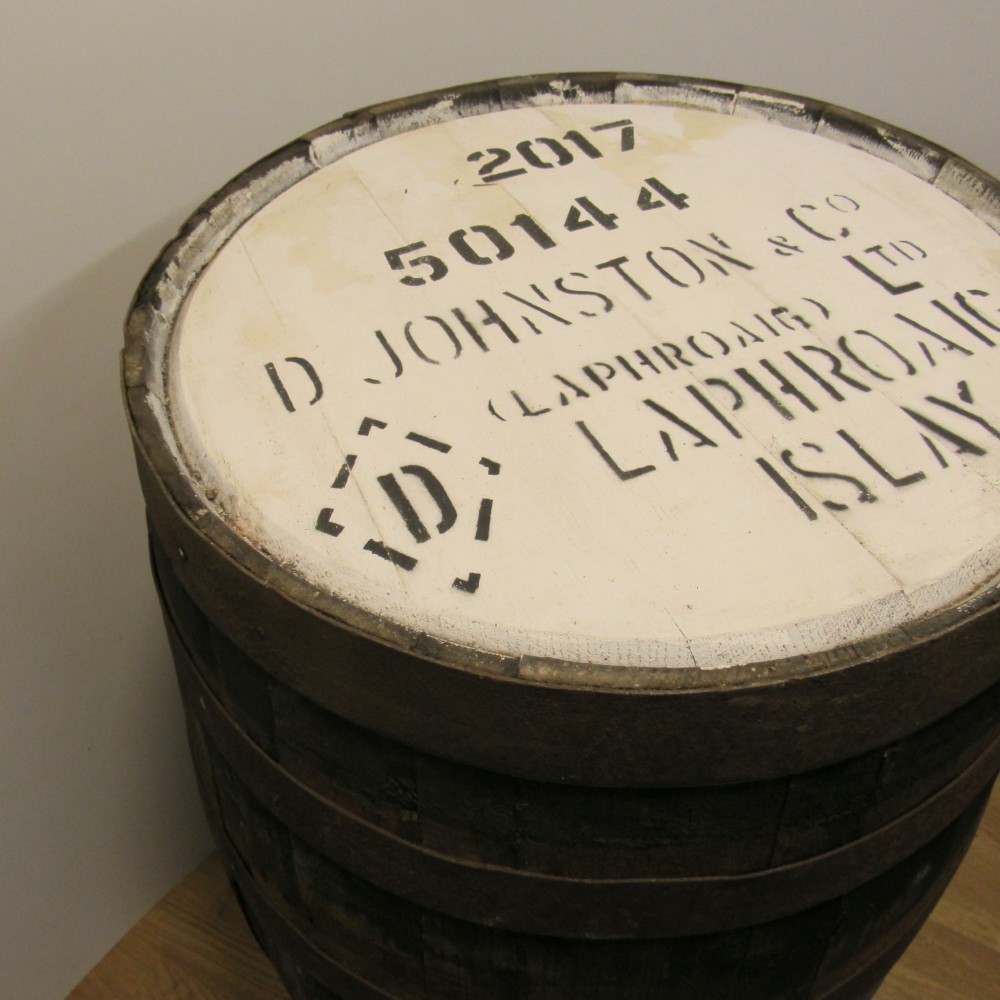 2017
50144
D JOHNSTON & CO LTD
(LAPHROAIG)
LAPHROAIG
ISLAY
D